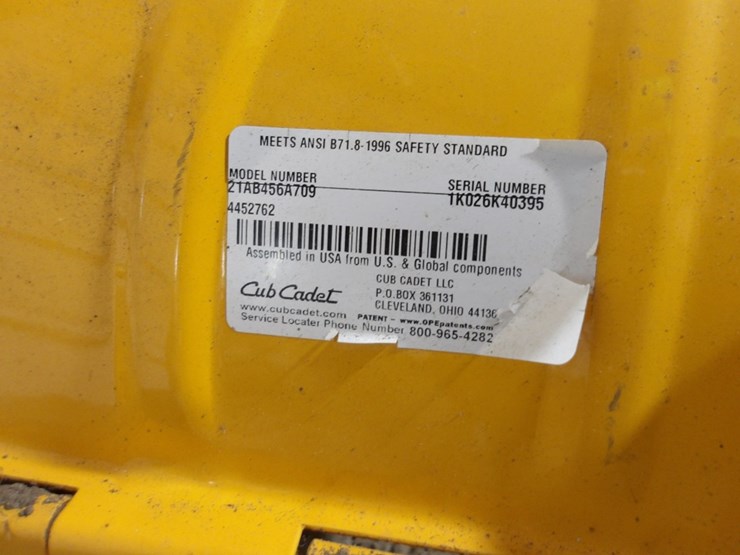 MEETS ANSI B71.8-1996 SAFETY STANDARD
MODEL NUMBER
21AB456A709
SERIAL NUMBER
1K026K40395
4452762
Assembled in USA from U.S. & Global components
Cub Cadet
CUB CADET LLC
P.O.BOX 361131
CLEVELAND, OHIO 44136
www.cubcadet.com PATENT - www.OPEpatents.com
Service Locater Phone Number 800-965-4282